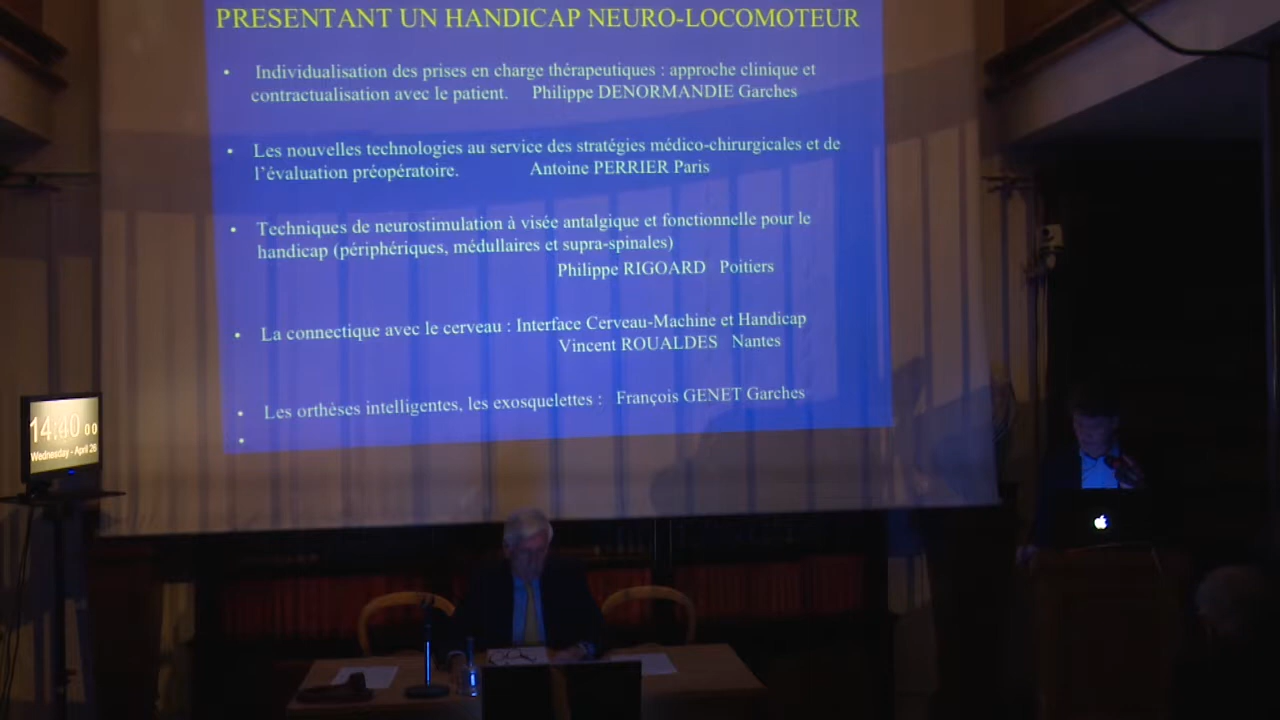 PRESENTANT UN HANDICAP NEURO-LOCOMOTEUR
• Individualisation des prises en charge thérapeutiques : approche clinique et
contractualisation avec le patient. Philippe DENORMANDIE Garches
• Les nouvelles technologies au service des stratégies médico-chirurgicales et de
l'évaluation préopératoire. Antoine PERRIER Paris
• Techniques de neurostimulation à visée antalgique et fonctionnelle pour le
handicap (périphériques, médullaires et supra-spinales)
Philippe RIGOARD Poitiers
• La connectique avec le cerveau : Interface Cerveau-Machine et Handicap
Vincent ROUALDES Nantes
• Les orthèses intelligentes, les exosquelettes : François GENET Garches
•
14:40 00
Wednesday - April 26